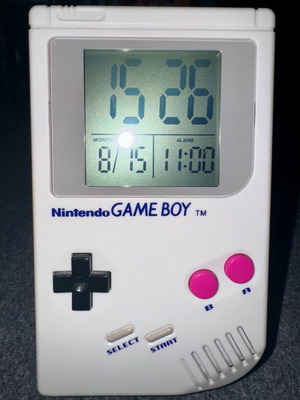 15 26
MONTH ALARM
8/15 11:00
Nintendo GAME BOY TM
B A
SELECT START